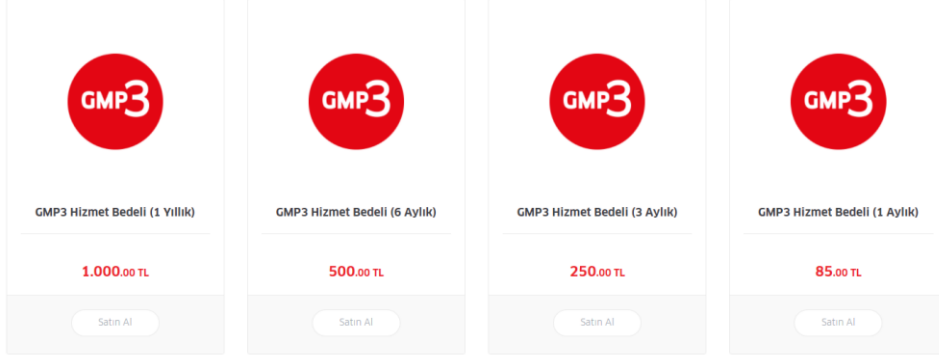 GMP3
GMP3 Hizmet Bedeli (1 Yıllık)
1.000.00 TL
Satın Al
GMP3
GMP3 Hizmet Bedeli (6 Aylık)
500.00 TL
Satın Al
GMP3
GMP3 Hizmet Bedeli (3 Aylık)
250.00 TL
Satın Al
GMP3
GMP3 Hizmet Bedeli (1 Aylık)
85.00 TL
Satın Al